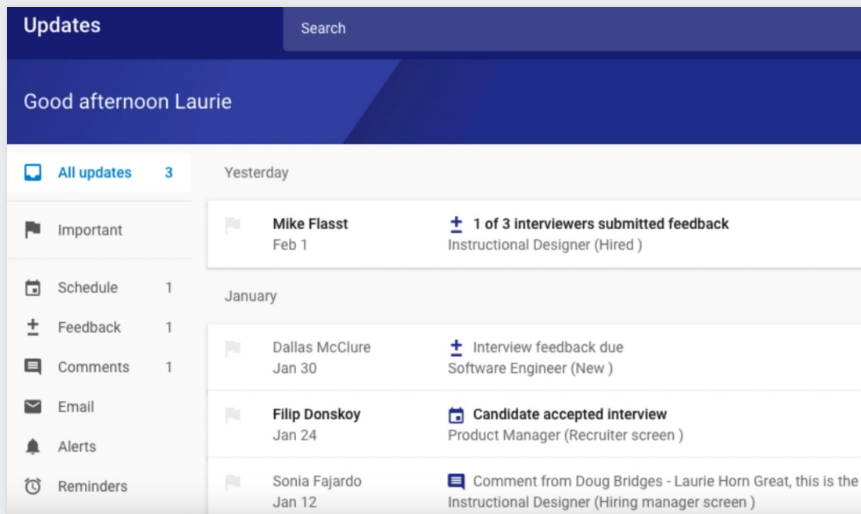 Updates
Search
Good afternoon Laurie
All updates 3
Important
Schedule 1
Feedback 1
Comments 1
Email
Alerts
Reminders
Yesterday
Mike Flasst
Feb 1
1 of 3 interviewers submitted feedback
Instructional Designer (Hired )
January
Dallas McClure
Jan 30
Interview feedback due
Software Engineer (New )
Filip Donskoy
Jan 24
Candidate accepted interview
Product Manager (Recruiter screen )
Sonia Fajardo
Jan 12
Comment from Doug Bridges - Laurie Horn Great, this is the
Instructional Designer (Hiring manager screen )